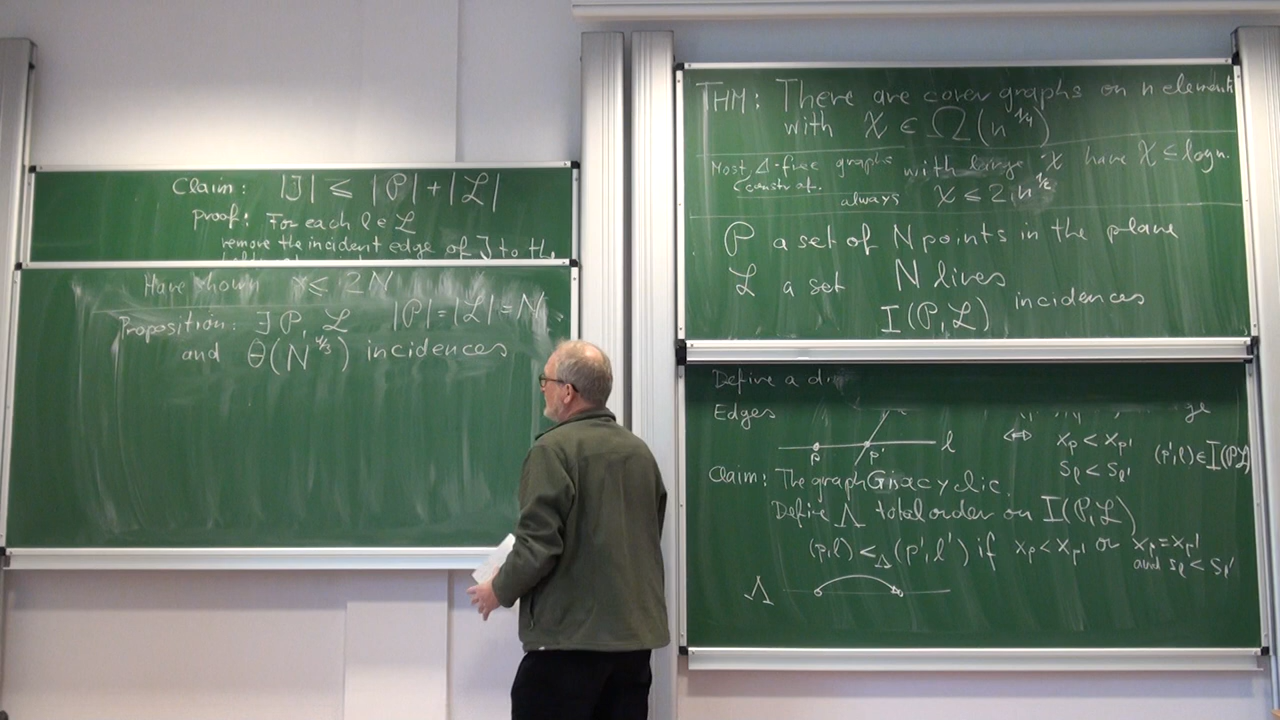 Claim: |J| ≤ |P| + |L|
proof: For each l ∈ L
remove the incident edge of J to the
Have shown x ≤ 2N
Proposition: ∃ P, L |P| = |L| = N
and Θ(N^4/3) incidences
THM: There are cover graphs on n elements
with χ ∈ Ω(n^1/4)
Most Δ-free graphs with large χ have χ ≤ log n.
constr. of.
always χ ≤ 2 n^1/2
P a set of N points in the plane
L a set N lines
I(P,L) incidences
Define a di
Edges
p p' l ⇔ x_p < x_p'
s_l < s_l' (p',l) ∈ I(P,L)
Claim: The graph G is acyclic.
Define Λ total order on I(P,L)
(p,l) <_Λ (p',l') if x_p < x_p' or x_p = x_p'
and s_l < s_l'
Λ